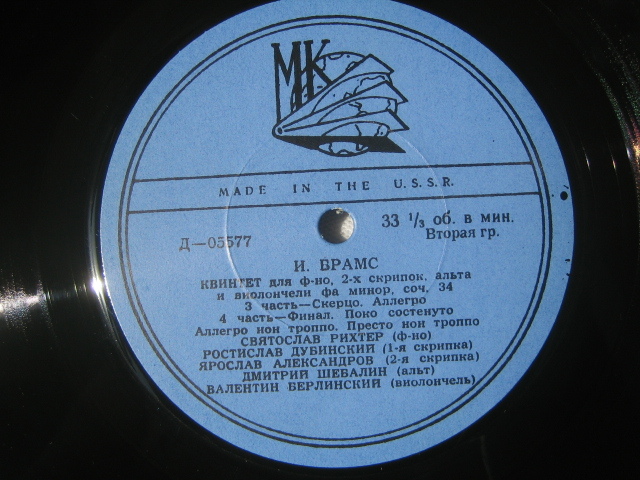 МК
MADE IN THE U.S.S.R.
Д—05577
33 1/3 об. в мин.
Вторая гр.
И. БРАМС
КВИНТЕТ для ф-но, 2-х скрипок, альта
и виолончели фа минор, соч. 34
3 часть—Скерцо. Аллегро
4 часть—Финал. Поко состенуто
Аллегро нон троппо. Престо нон троппо
СВЯТОСЛАВ РИХТЕР (ф-но)
РОСТИСЛАВ ДУБИНСКИЙ (1-я скрипка)
ЯРОСЛАВ АЛЕКСАНДРОВ (2-я скрипка)
ДМИТРИЙ ШЕБАЛИН (альт)
ВАЛЕНТИН БЕРЛИНСКИЙ (виолончель)